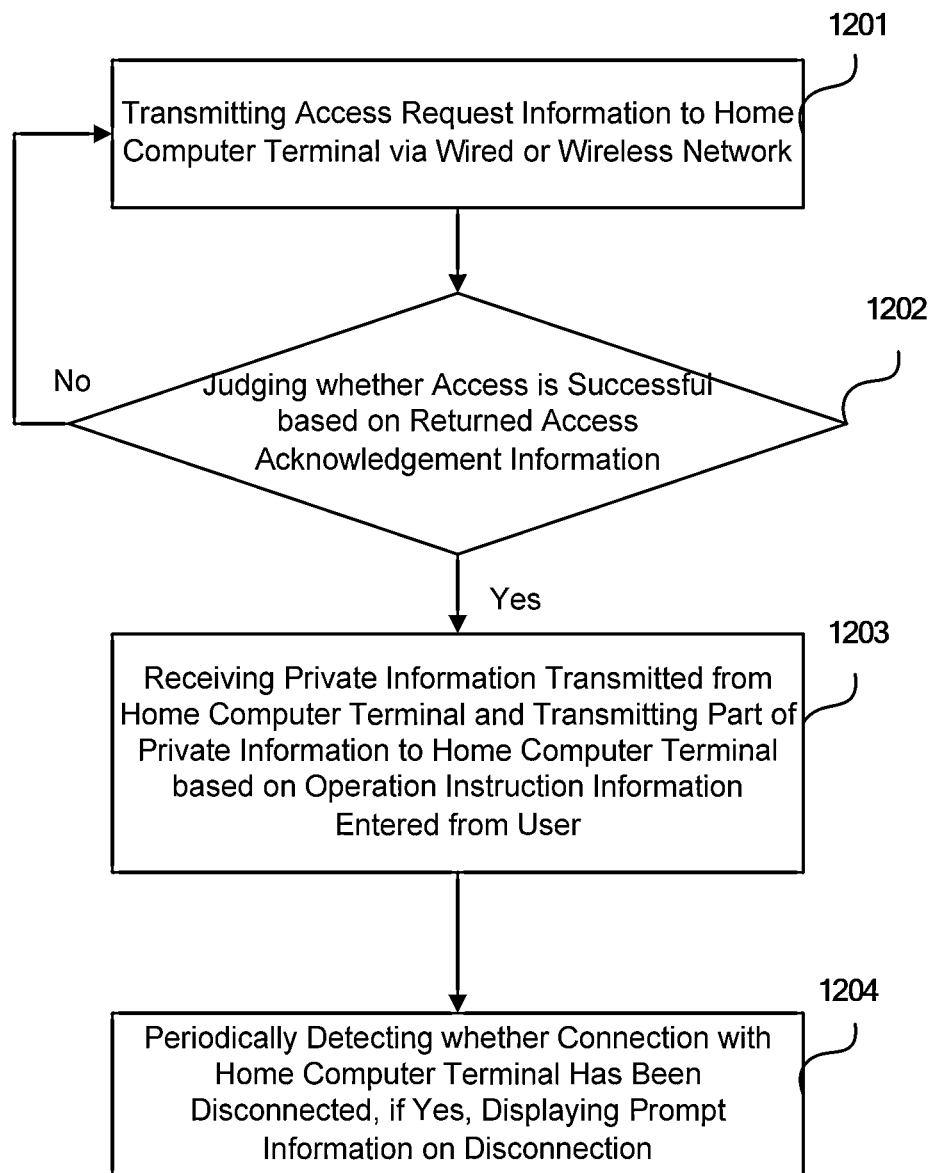 1201
Transmitting Access Request Information to Home
Computer Terminal via Wired or Wireless Network
1202
No
Judging whether Access is Successful
based on Returned Access
Acknowledgement Information
Yes
1203
Receiving Private Information Transmitted from
Home Computer Terminal and Transmitting Part of
Private Information to Home Computer Terminal
based on Operation Instruction Information
Entered from User
1204
Periodically Detecting whether Connection with
Home Computer Terminal Has Been
Disconnected, if Yes, Displaying Prompt
Information on Disconnection